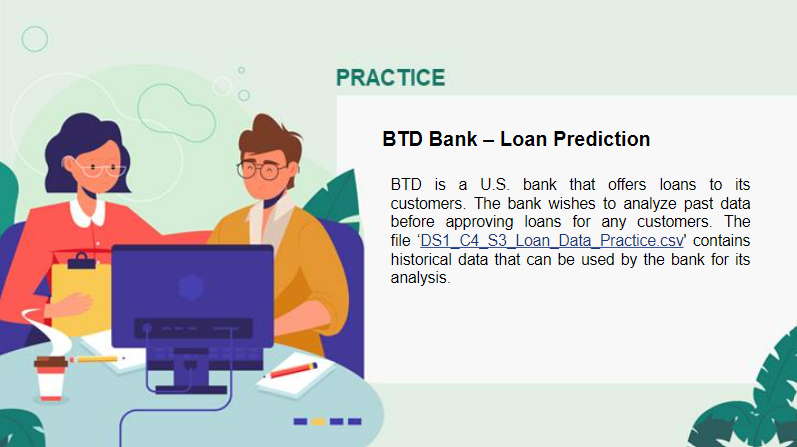 PRACTICE
BTD Bank – Loan Prediction
BTD is a U.S. bank that offers loans to its
customers. The bank wishes to analyze past data
before approving loans for any customers. The
file ‘DS1_C4_S3_Loan_Data_Practice.csv’ contains
historical data that can be used by the bank for its
analysis.